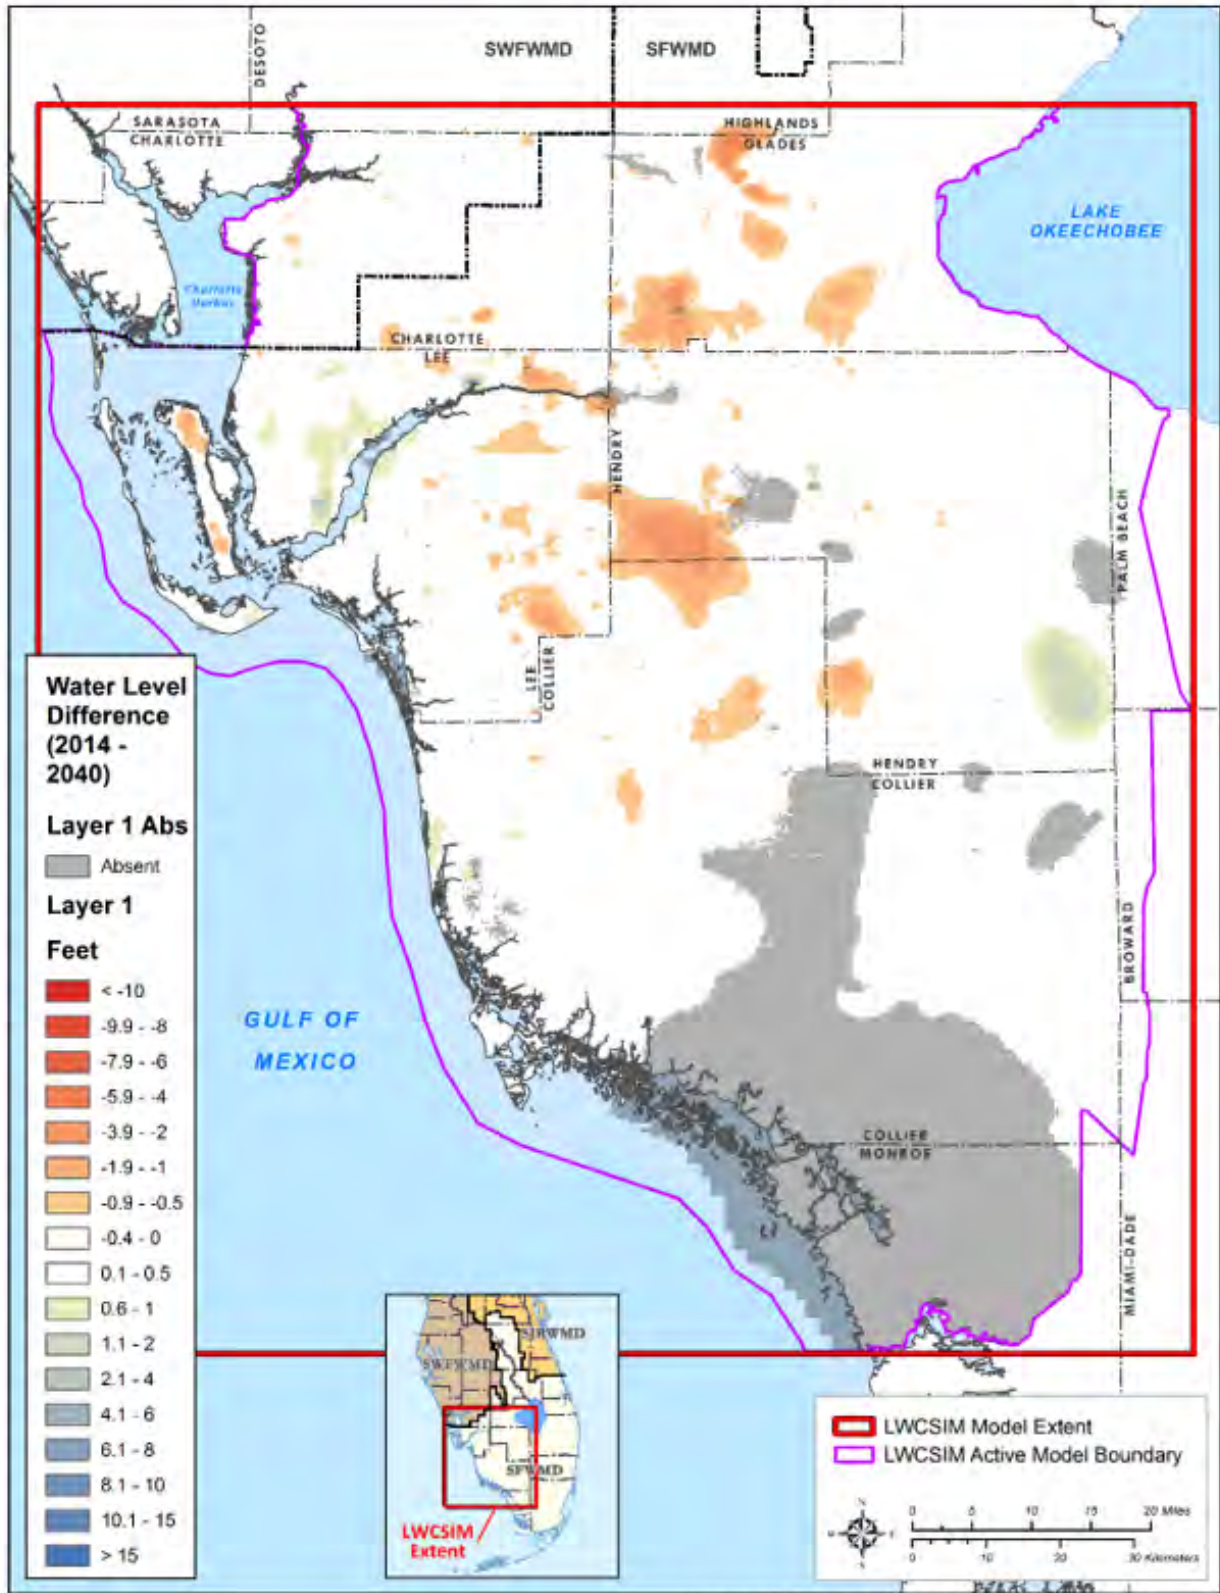 SWFWMD
SFWMD
DESOTO
SARASOTA
CHARLOTTE
HIGHLANDS
GLADES
LAKE
OKEECHOBEE
Charlotte
Harbor
CHARLOTTE
LEE
HENDRY
PALM BEACH
LEE
COLLIER
HENDRY
COLLIER
BROWARD
COLLIER
MONROE
MIAMI-DADE
GULF OF
MEXICO
Water Level
Difference
(2014 -
2040)
Layer 1 Abs
Absent
Layer 1
Feet
< -10
-9.9 - -8
-7.9 - -6
-5.9 - -4
-3.9 - -2
-1.9 - -1
-0.9 - -0.5
-0.4 - 0
0.1 - 0.5
0.6 - 1
1.1 - 2
2.1 - 4
4.1 - 6
6.1 - 8
8.1 - 10
10.1 - 15
> 15
SWFWMD
SJRWMD
SFWMD
LWCSIM
Extent
LWCSIM Model Extent
LWCSIM Active Model Boundary
N
W E
S
0 5 10 15 20 Miles
0 10 20 30 Kilometers